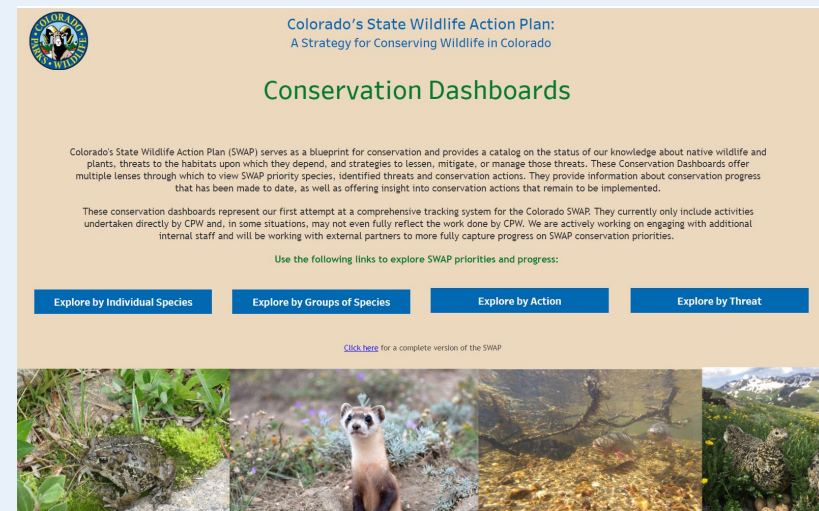 COLORADO
PARKS & WILDLIFE
Colorado's State Wildlife Action Plan:
A Strategy for Conserving Wildlife in Colorado
Conservation Dashboards
Colorado's State Wildlife Action Plan (SWAP) serves as a blueprint for conservation and provides a catalog on the status of our knowledge about native wildlife and
plants, threats to the habitats upon which they depend, and strategies to lessen, mitigate, or manage those threats. These Conservation Dashboards offer
multiple lenses through which to view SWAP priority species, identified threats and conservation actions. They provide information about conservation progress
that has been made to date, as well as offering insight into conservation actions that remain to be implemented.
These conservation dashboards represent our first attempt at a comprehensive tracking system for the Colorado SWAP. They currently only include activities
undertaken directly by CPW and, in some situations, may not even fully reflect the work done by CPW. We are actively working on engaging with additional
internal staff and will be working with external partners to more fully capture progress on SWAP conservation priorities.
Use the following links to explore SWAP priorities and progress:
Explore by Individual Species
Explore by Groups of Species
Explore by Action
Explore by Threat
Click here for a complete version of the SWAP